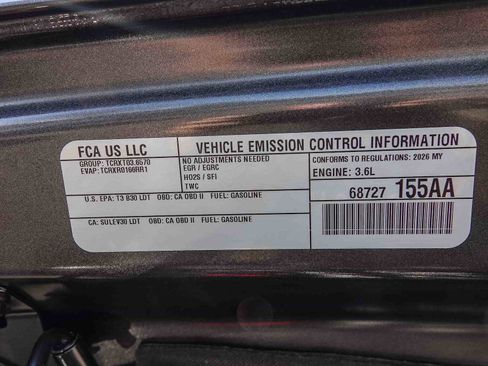 FCA US LLC
VEHICLE EMISSION CONTROL INFORMATION
GROUP: TCRXT03.6570
EVAP: TCRXR0166RR1
NO ADJUSTMENTS NEEDED
EGR / EGRC
HO2S / SFI
TWC
CONFORMS TO REGULATIONS: 2026 MY
ENGINE: 3.6L
U.S. EPA: T3 B30 LDT OBD: CA OBD II FUEL: GASOLINE
68727 155AA
CA: SULEV30 LDT OBD: CA OBD II FUEL: GASOLINE